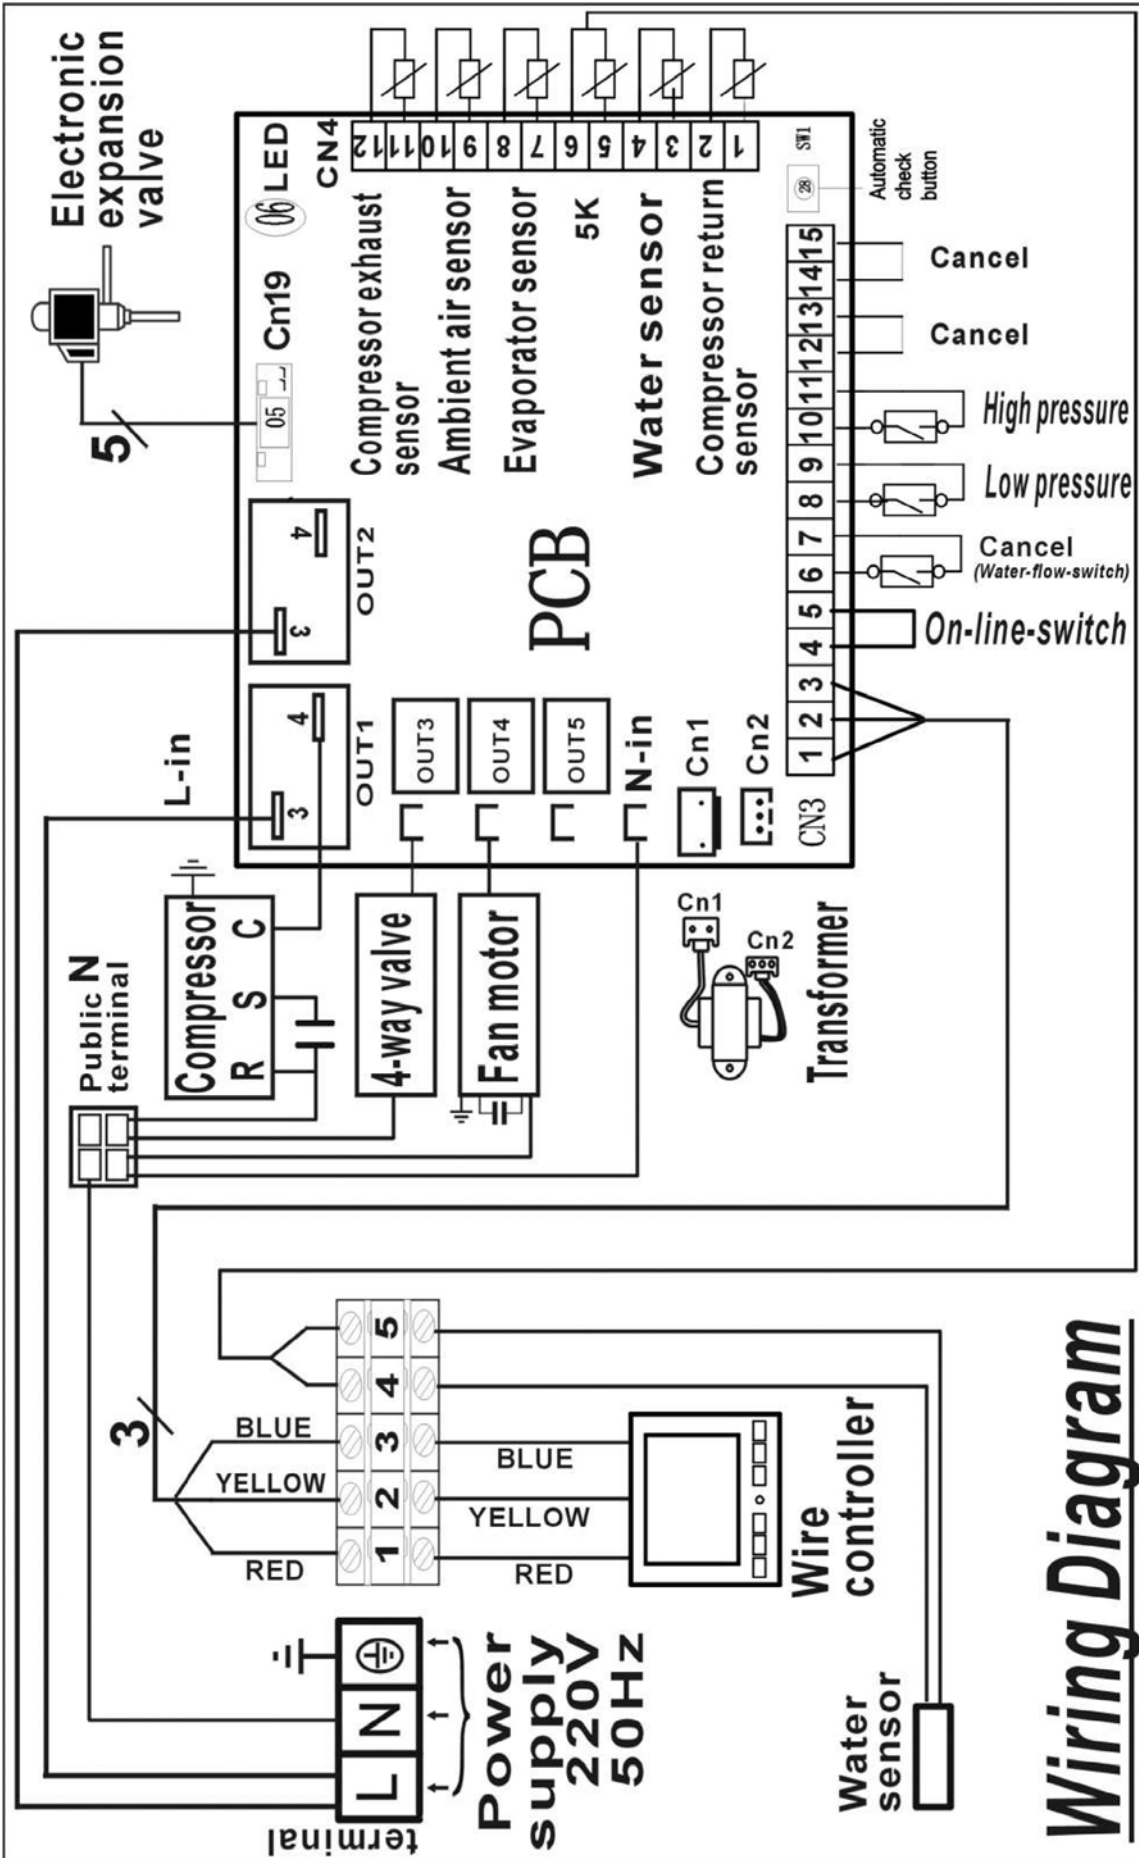 Electronic
expansion
valve
5
05
Cn19
06
LED
CN4
12
11
10
9
8
7
6
5
4
3
2
1
Compressor exhaust
sensor
Ambient air sensor
Evaporator sensor
5K
Water sensor
Compressor return
sensor
SW1
28
Automatic
check
button
15
14
13
12
11
10
9
8
7
6
5
4
3
2
1
CN3
Cancel
Cancel
High pressure
Low pressure
Cancel
(Water-flow-switch)
On-line-switch
PCB
4
3
OUT2
4
3
OUT1
L-in
OUT3
OUT4
OUT5
N-in
Cn1
Cn2
Compressor
R S C
Public N
terminal
4-way valve
Fan motor
Cn1
Cn2
Transformer
3
BLUE
YELLOW
RED
5
4
3
2
1
BLUE
YELLOW
RED
Wire
controller
L
N
terminal
Power
supply
220V
50Hz
Water
sensor
Wiring Diagram